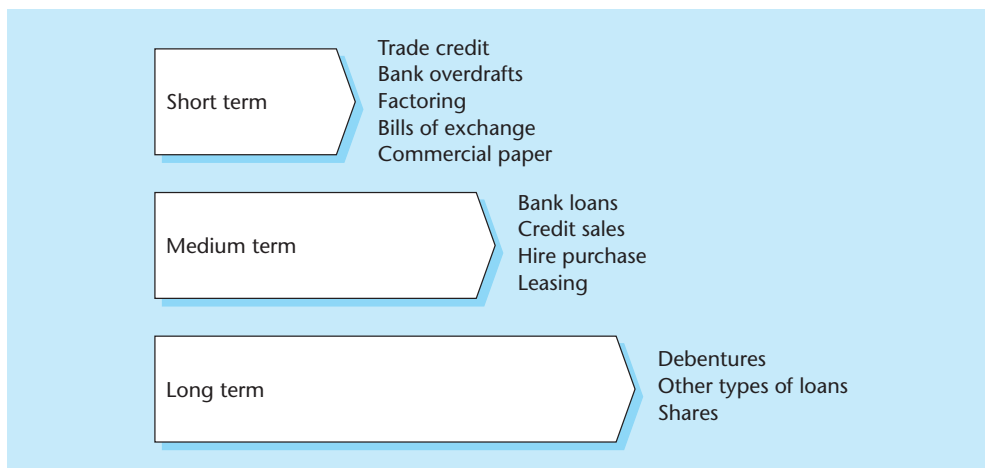 Short term
Trade credit
Bank overdrafts
Factoring
Bills of exchange
Commercial paper
Medium term
Bank loans
Credit sales
Hire purchase
Leasing
Long term
Debentures
Other types of loans
Shares